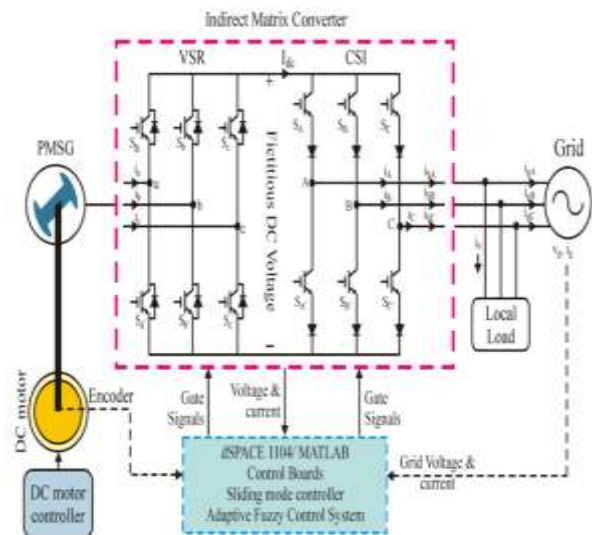 Indirect Matrix Converter
VSR
I_dc
CSI
+
PMSG
Grid
a
b
c
A
B
C
Fictitious DC Voltage
-
Local
Load
DC motor
Encoder
Gate
Signals
Voltage &
current
Gate
Signals
DC motor
controller
dSPACE 1104/ MATLAB
Control Boards
Sliding mode controller
Adaptive Fuzzy Control System
Grid Voltage &
current